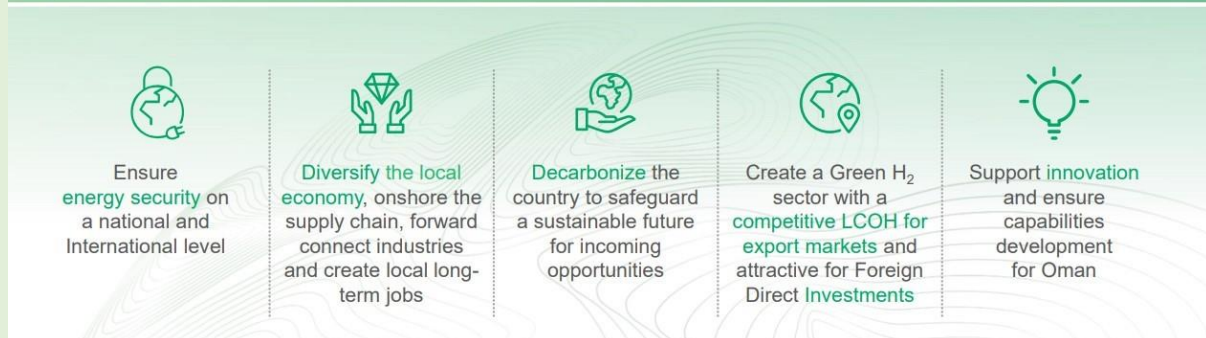 Ensure
energy security on
a national and
International level
Diversify the local
economy, onshore the
supply chain, forward
connect industries
and create local long-
term jobs
Decarbonize the
country to safeguard
a sustainable future
for incoming
opportunities
Create a Green H₂
sector with a
competitive LCOH for
export markets and
attractive for Foreign
Direct Investments
Support innovation
and ensure
capabilities
development
for Oman